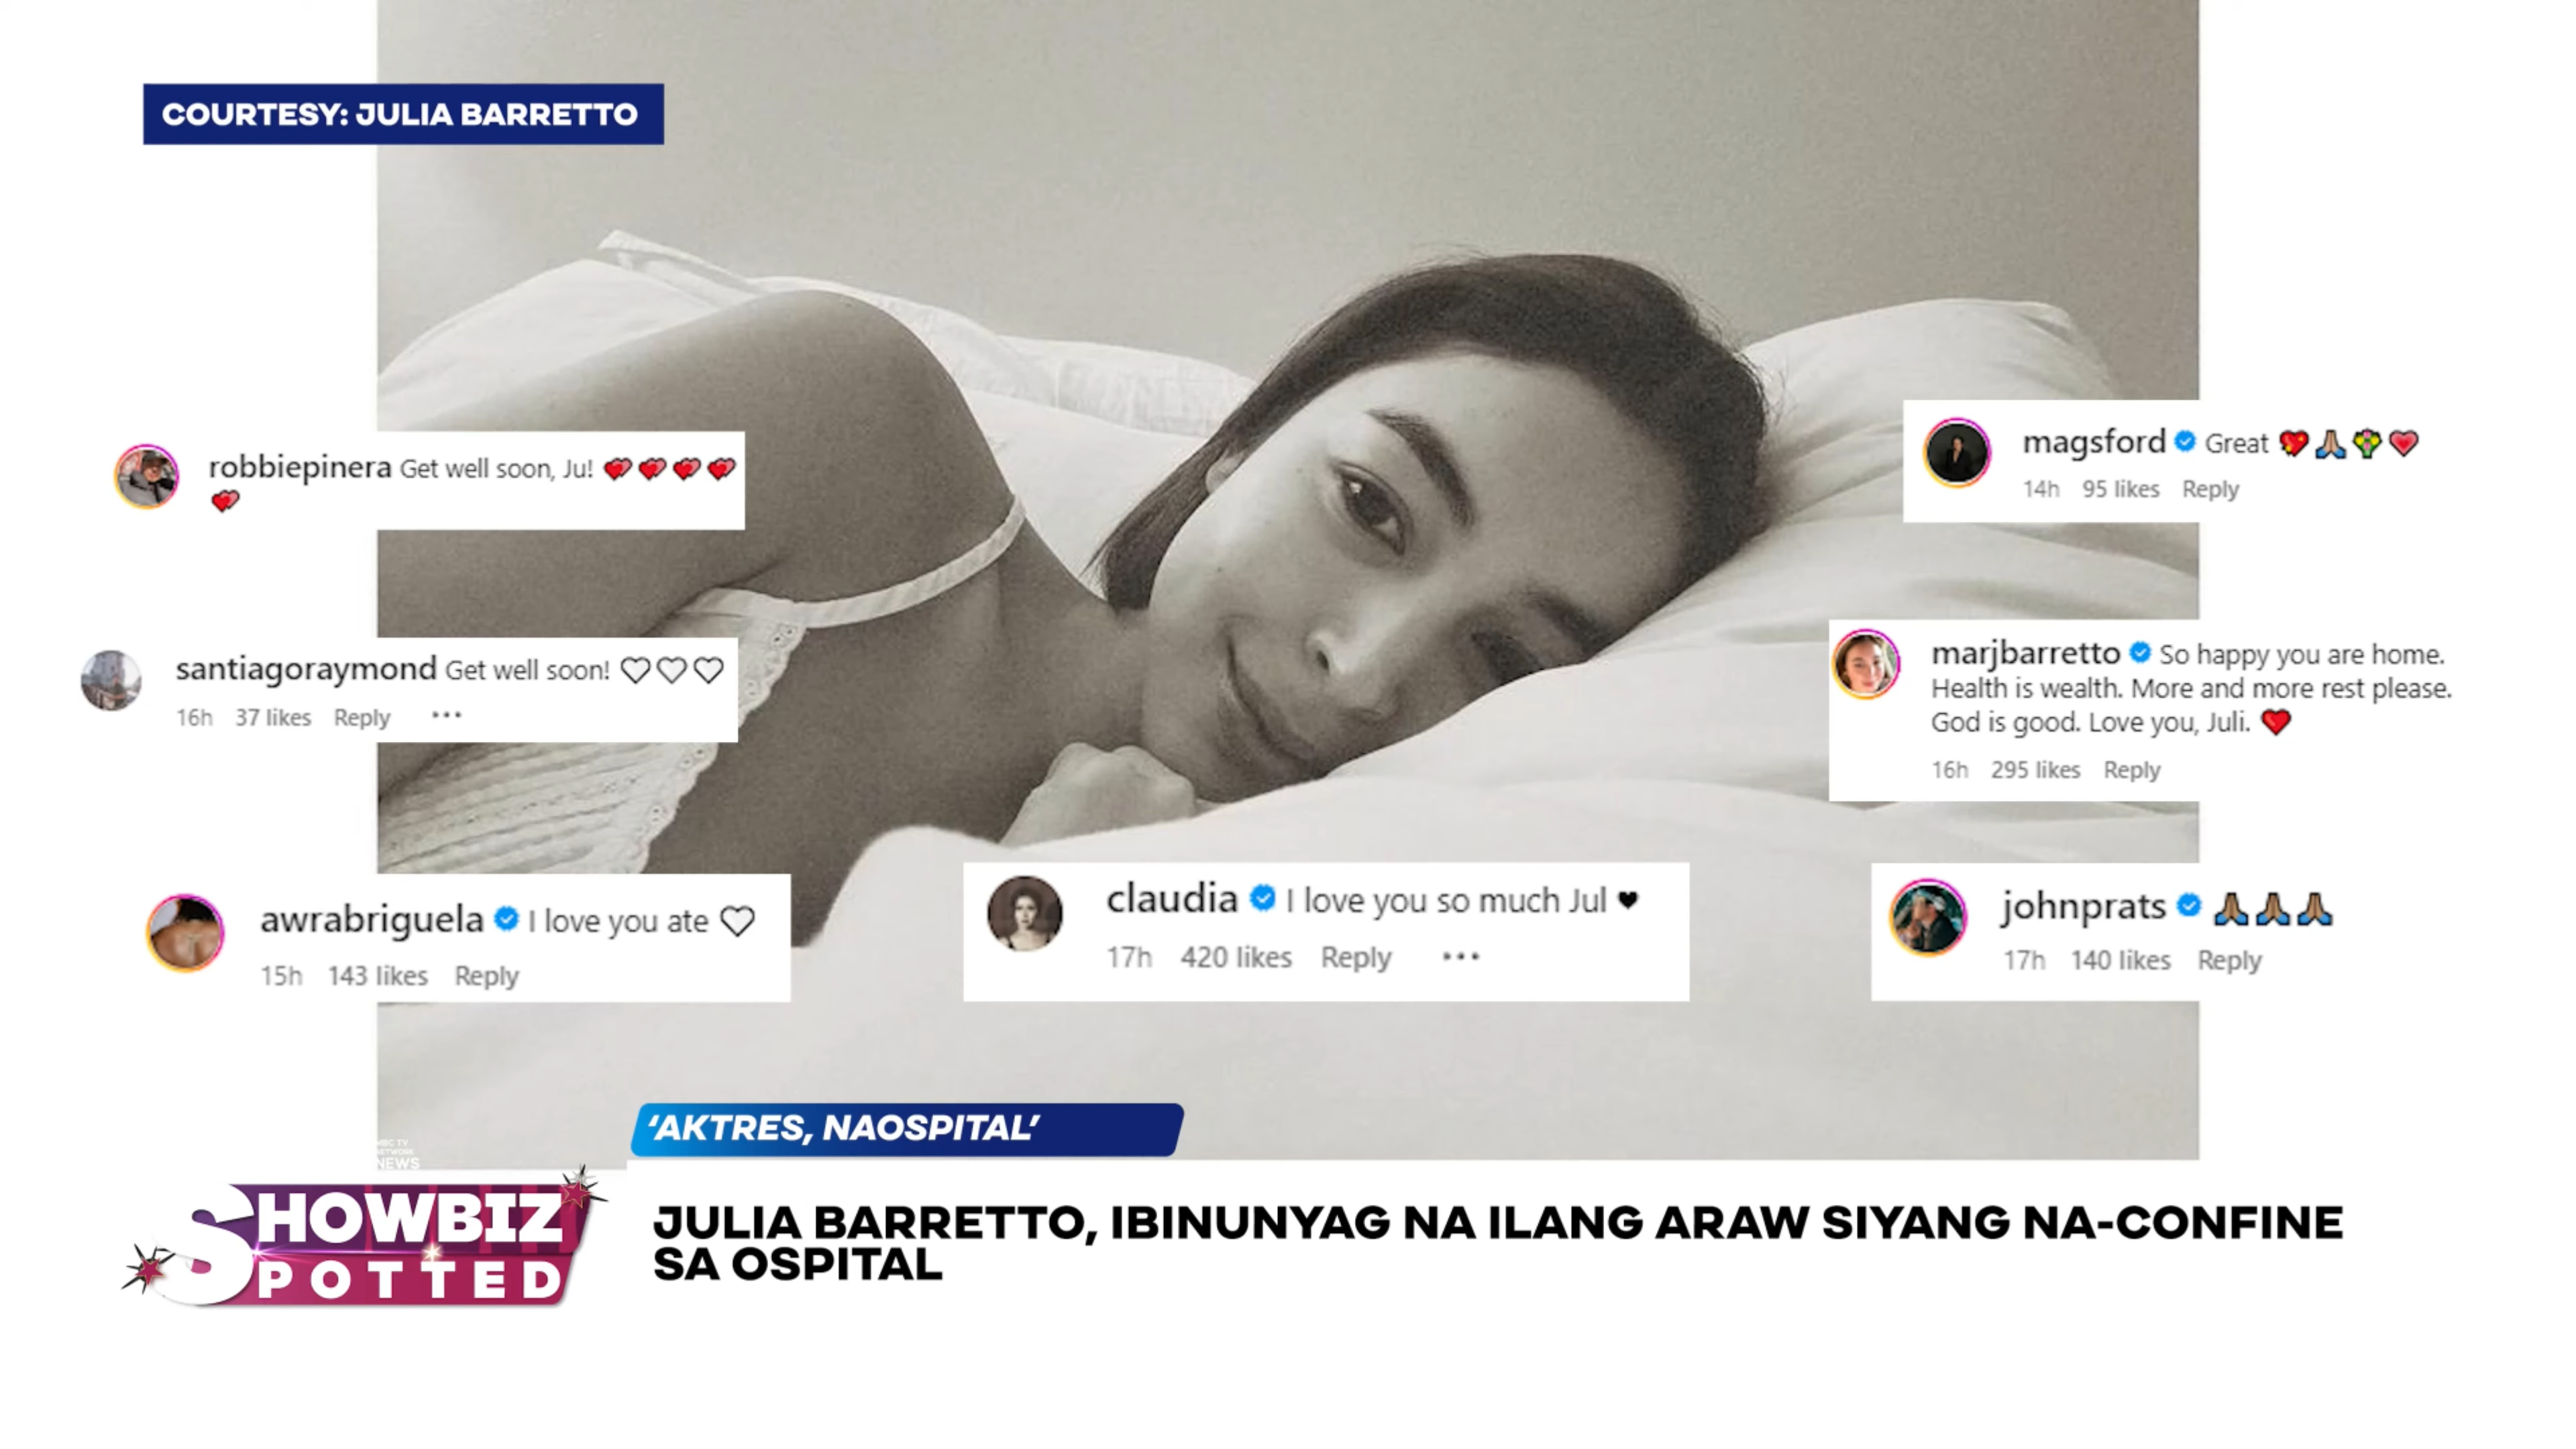 COURTESY: JULIA BARRETTO
robbiepinera Get well soon, Ju! 💞💞💞💞
💞
santiagoraymond Get well soon! ♡♡♡
16h 37 likes Reply ...
awrabriguela I love you ate ♡
15h 143 likes Reply
claudia I love you so much Jul 🖤
17h 420 likes Reply ...
magsford Great 💖🙏🏽💐💗
14h 95 likes Reply
marjbarretto So happy you are home.
Health is wealth. More and more rest please.
God is good. Love you, Juli. ❤️
16h 295 likes Reply
johnprats 🙏🏽🙏🏽🙏🏽
17h 140 likes Reply
'AKTRES, NAOSPITAL'
NEWS
SHOWBIZ
SPOTTED
JULIA BARRETTO, IBINUNYAG NA ILANG ARAW SIYANG NA-CONFINE
SA OSPITAL